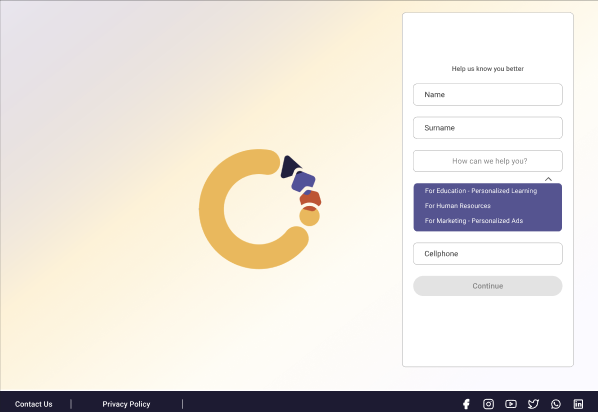 Help us know you better
Name
Surname
How can we help you?
For Education - Personalized Learning
For Human Resources
For Marketing - Personalized Ads
Cellphone
Continue
Contact Us
Privacy Policy